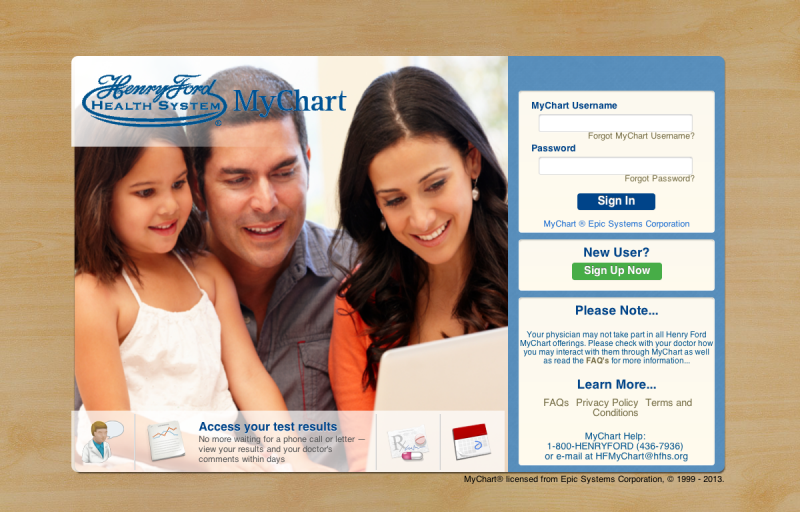 Henry Ford
HEALTH SYSTEM
®
MyChart
MyChart Username
Forgot MyChart Username?
Password
Forgot Password?
Sign In
MyChart ® Epic Systems Corporation
New User?
Sign Up Now
Please Note...
Your physician may not take part in all Henry Ford
MyChart offerings. Please check with your doctor how
you may interact with them through MyChart as well
as read the FAQ's for more information...
Learn More...
FAQs Privacy Policy Terms and
Conditions
MyChart Help:
1-800-HENRYFORD (436-7936)
or e-mail at HFMyChart@hfhs.org
Access your test results
No more waiting for a phone call or letter —
view your results and your doctor's
comments within days
MyChart® licensed from Epic Systems Corporation, © 1999 - 2013.